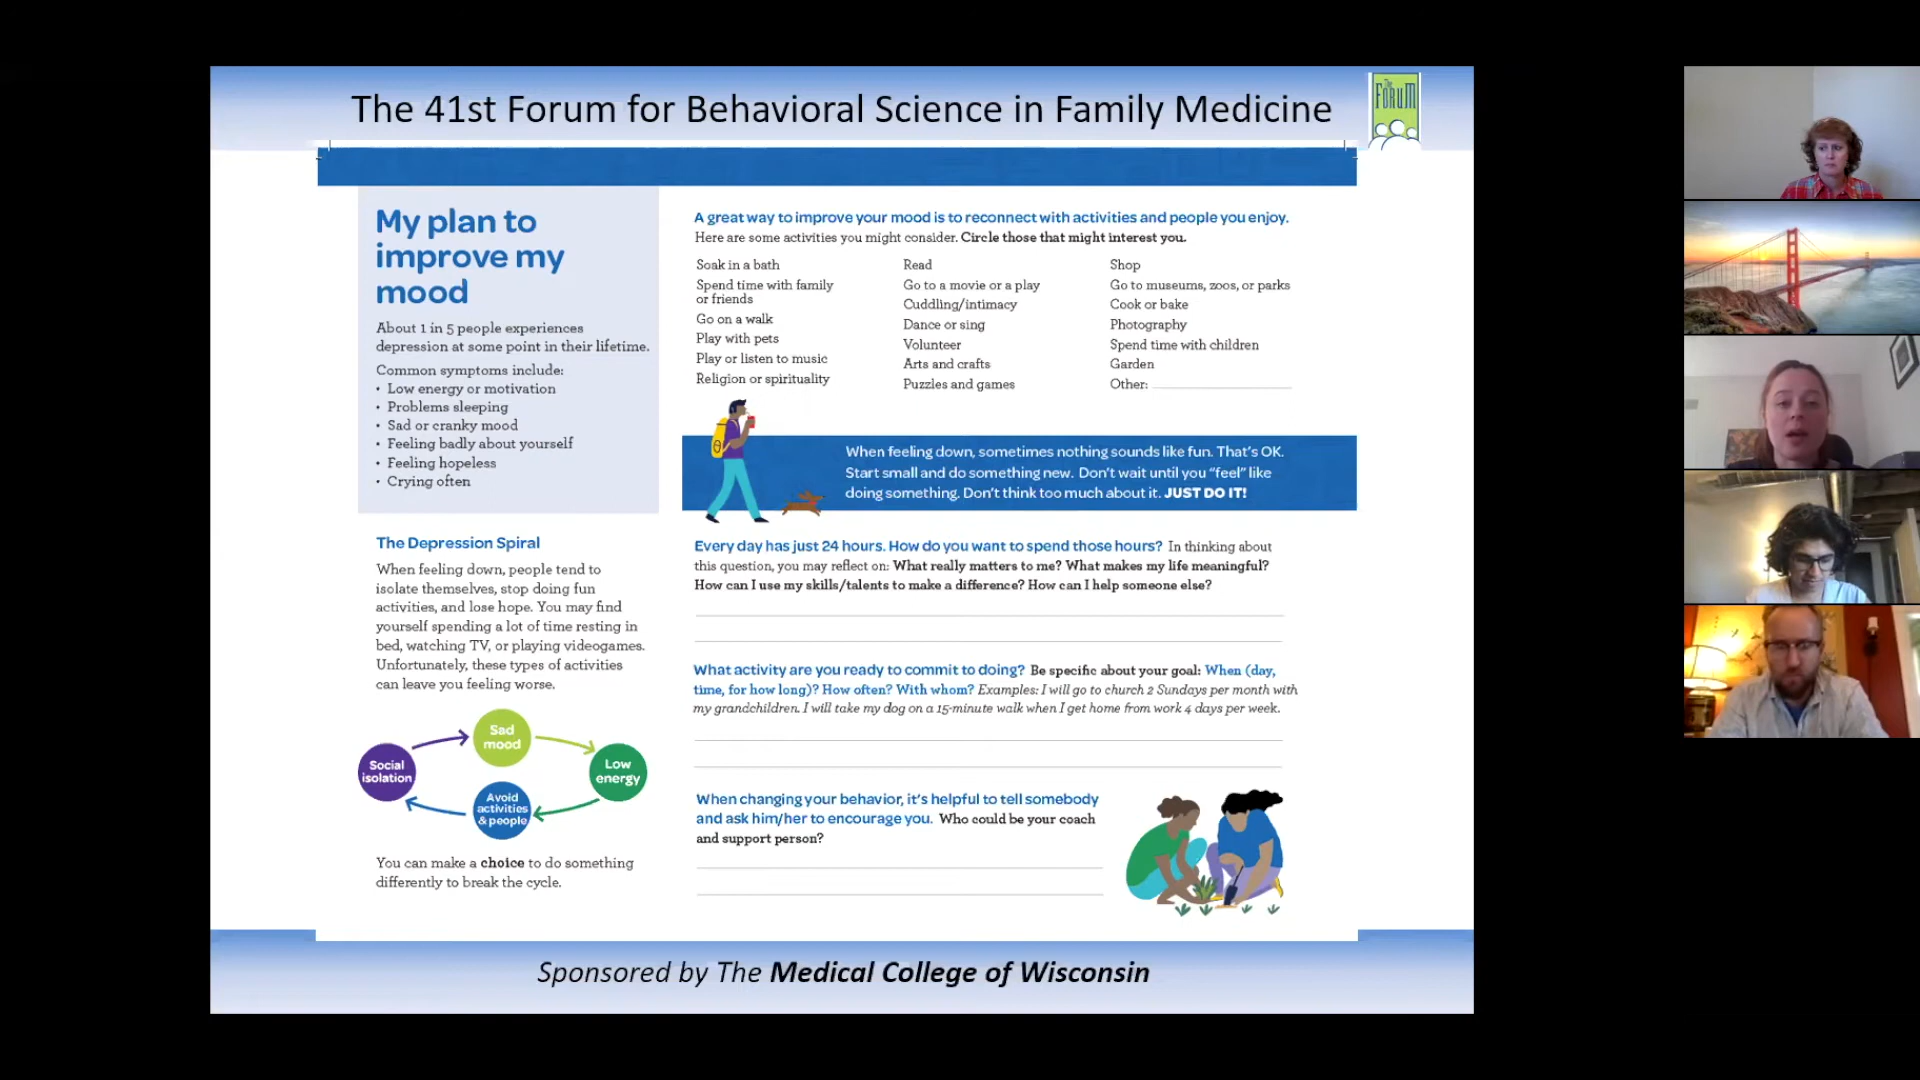 The 41st Forum for Behavioral Science in Family Medicine
The
FORUM
My plan to
improve my
mood
About 1 in 5 people experiences
depression at some point in their lifetime.
Common symptoms include:
• Low energy or motivation
• Problems sleeping
• Sad or cranky mood
• Feeling badly about yourself
• Feeling hopeless
• Crying often
The Depression Spiral
When feeling down, people tend to
isolate themselves, stop doing fun
activities, and lose hope. You may find
yourself spending a lot of time resting in
bed, watching TV, or playing videogames.
Unfortunately, these types of activities
can leave you feeling worse.
Sad
mood
Social
isolation
Low
energy
Avoid
activities
& people
You can make a choice to do something
differently to break the cycle.
A great way to improve your mood is to reconnect with activities and people you enjoy.
Here are some activities you might consider. Circle those that might interest you.
Soak in a bath
Spend time with family
or friends
Go on a walk
Play with pets
Play or listen to music
Religion or spirituality
Read
Go to a movie or a play
Cuddling/intimacy
Dance or sing
Volunteer
Arts and crafts
Puzzles and games
Shop
Go to museums, zoos, or parks
Cook or bake
Photography
Spend time with children
Garden
Other:
When feeling down, sometimes nothing sounds like fun. That's OK.
Start small and do something new. Don't wait until you "feel" like
doing something. Don't think too much about it. JUST DO IT!
Every day has just 24 hours. How do you want to spend those hours? In thinking about
this question, you may reflect on: What really matters to me? What makes my life meaningful?
How can I use my skills/talents to make a difference? How can I help someone else?
What activity are you ready to commit to doing? Be specific about your goal: When (day,
time, for how long)? How often? With whom? Examples: I will go to church 2 Sundays per month with
my grandchildren. I will take my dog on a 15-minute walk when I get home from work 4 days per week.
When changing your behavior, it's helpful to tell somebody
and ask him/her to encourage you. Who could be your coach
and support person?
Sponsored by The Medical College of Wisconsin